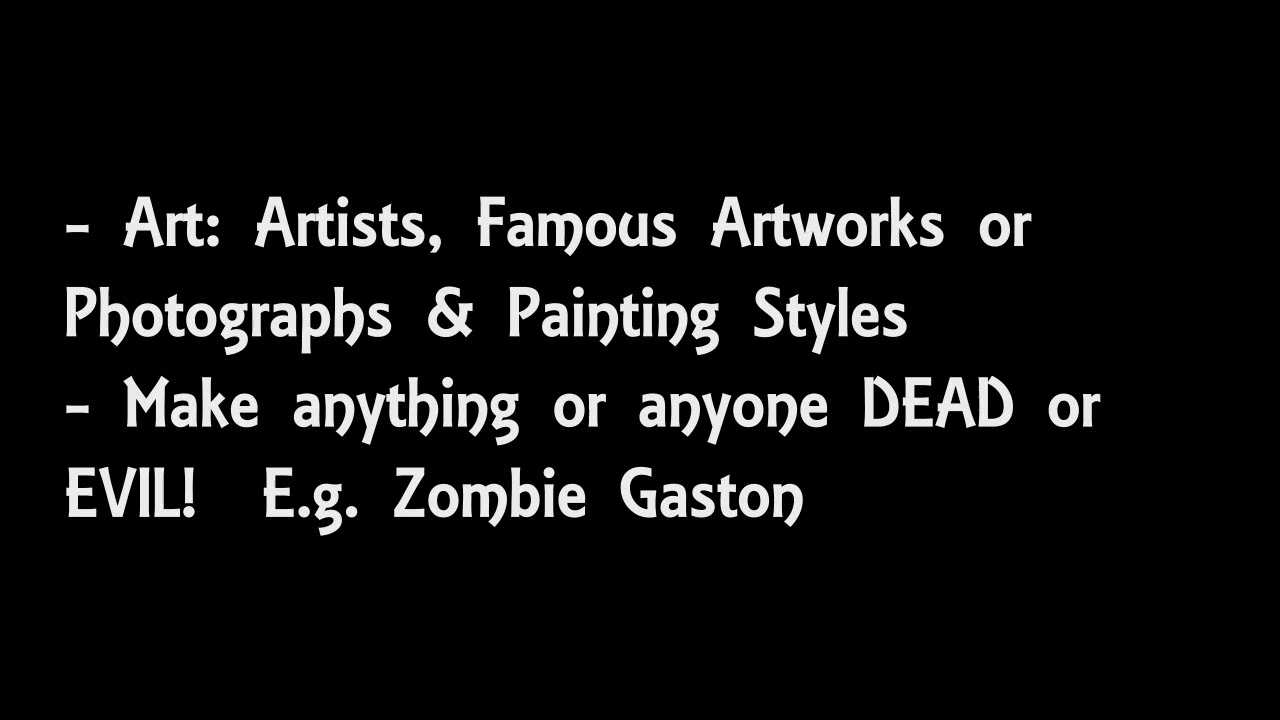 - Art: Artists, Famous Artworks or
Photographs & Painting Styles
- Make anything or anyone DEAD or
EVIL!  E.g. Zombie Gaston